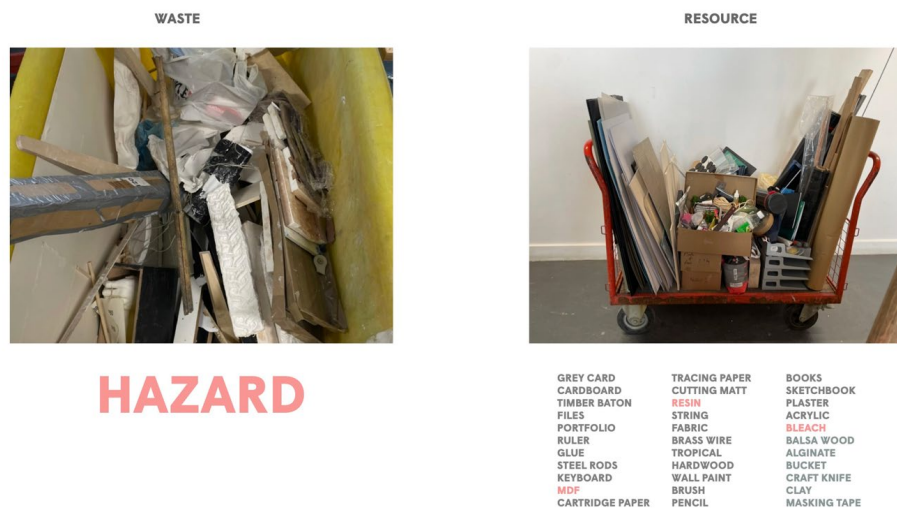 WASTE
RESOURCE
HAZARD
GREY CARD
CARDBOARD
TIMBER BATON
FILES
PORTFOLIO
RULER
GLUE
STEEL RODS
KEYBOARD
MDF
CARTRIDGE PAPER
TRACING PAPER
CUTTING MATT
RESIN
STRING
FABRIC
BRASS WIRE
TROPICAL
HARDWOOD
WALL PAINT
BRUSH
PENCIL
BOOKS
SKETCHBOOK
PLASTER
ACRYLIC
BLEACH
BALSA WOOD
ALGINATE
BUCKET
CRAFT KNIFE
CLAY
MASKING TAPE